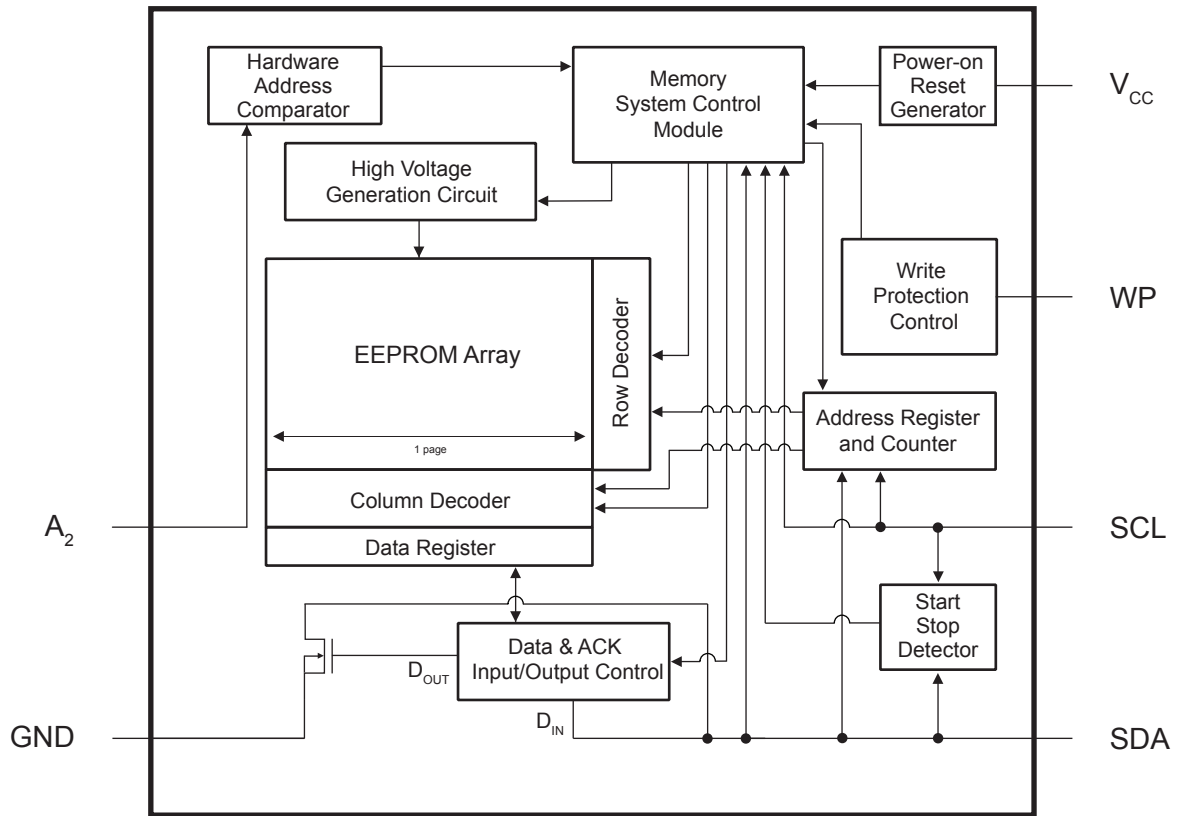 Hardware
Address
Comparator
Memory
System Control
Module
Power-on
Reset
Generator
VCC
High Voltage
Generation Circuit
Write
Protection
Control
WP
EEPROM Array
Row Decoder
1 page
Address Register
and Counter
Column Decoder
A2
SCL
Data Register
Start
Stop
Detector
Data & ACK
Input/Output Control
DOUT
DIN
GND
SDA